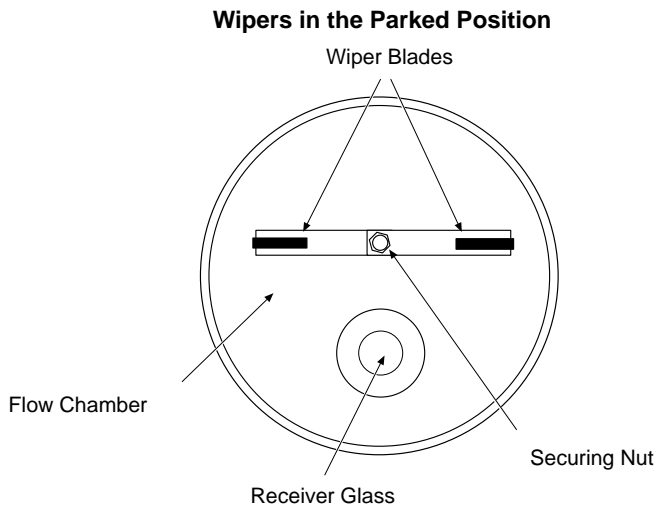 Wipers in the Parked Position
Wiper Blades
Flow Chamber
Securing Nut
Receiver Glass